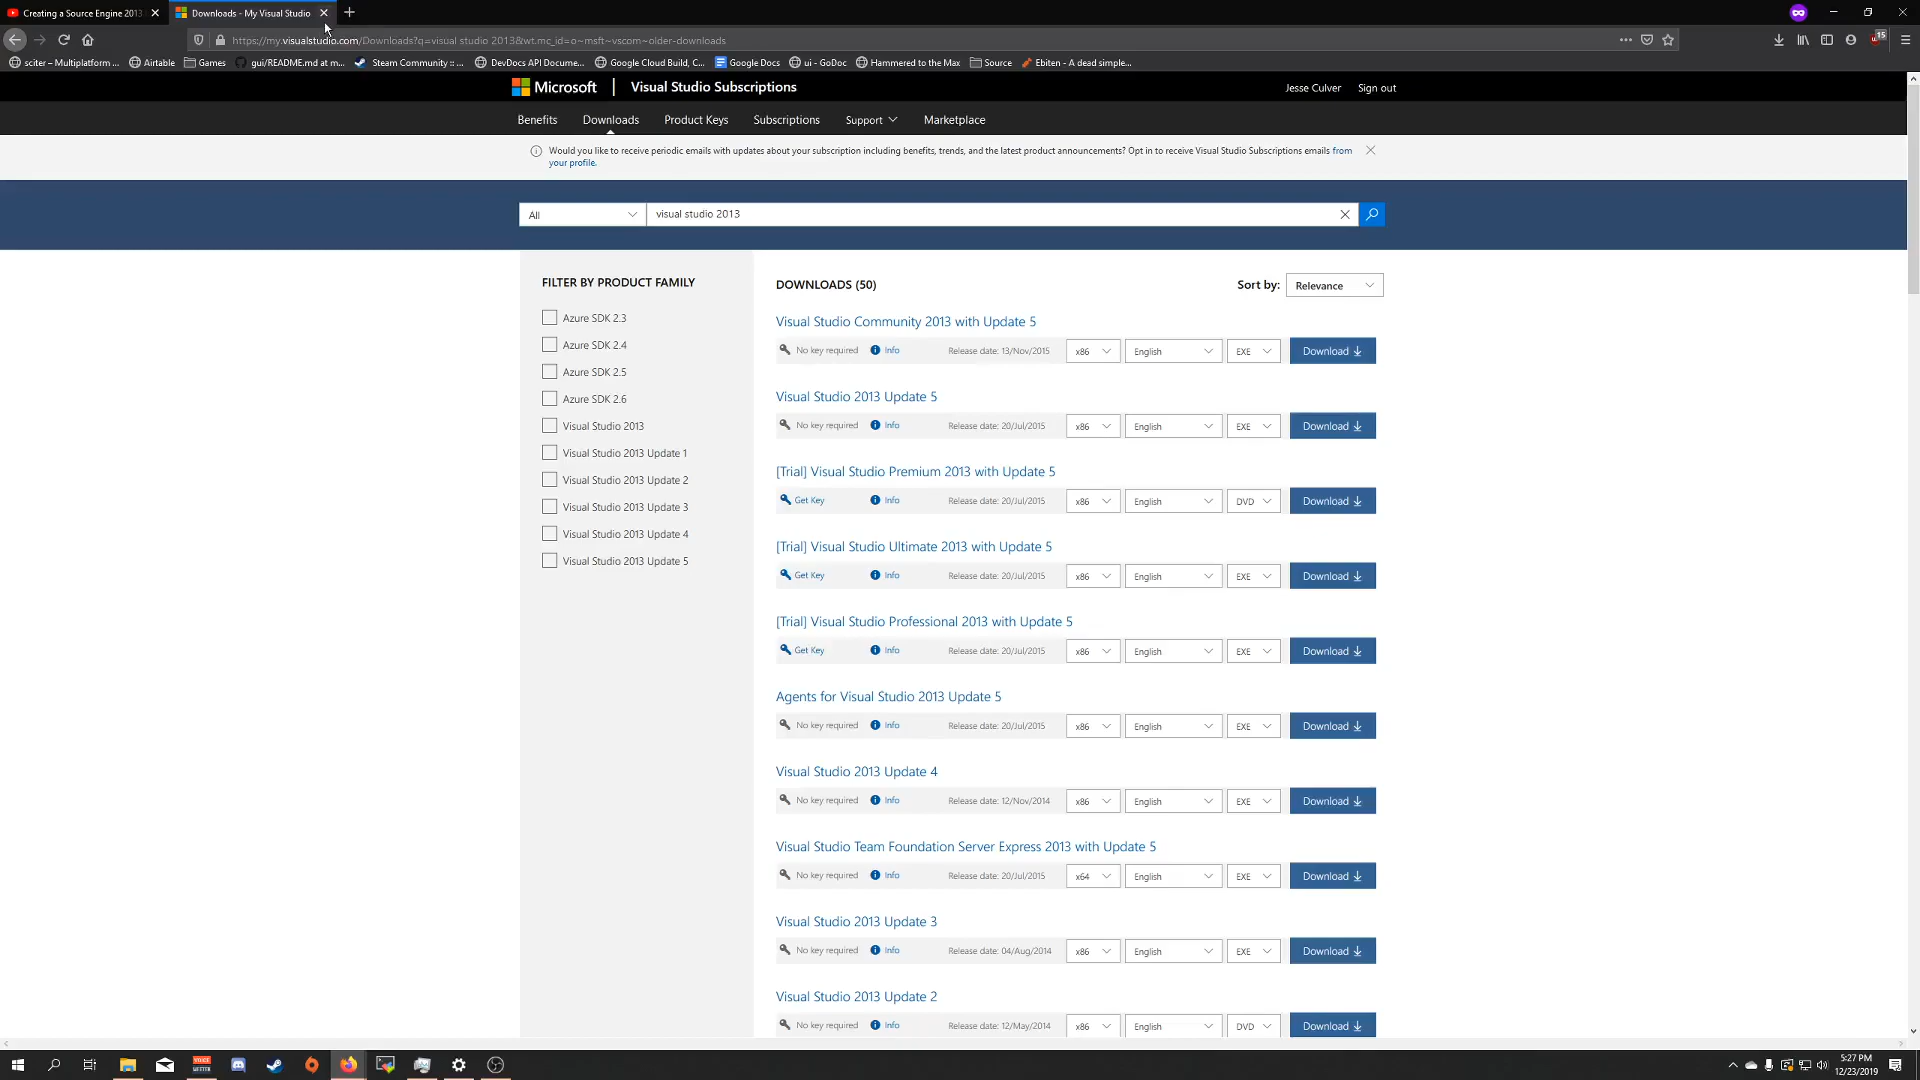 Creating a Source Engine 2013
Downloads - My Visual Studio
https://my.visualstudio.com/Downloads?q=visual studio 2013&wt.mc_id=o~msft~vscom~older-downloads
15
sciter – Multiplatform ...
Airtable
Games
gui/README.md at m...
Steam Community :: ...
DevDocs API Docume...
Google Cloud Build, C...
Google Docs
ui - GoDoc
Hammered to the Max
Source
Ebiten - A dead simple...
Microsoft | Visual Studio Subscriptions
Jesse Culver
Sign out
Benefits
Downloads
Product Keys
Subscriptions
Support
Marketplace
Would you like to receive periodic emails with updates about your subscription including benefits, trends, and the latest product announcements? Opt in to receive Visual Studio Subscriptions emails from
your profile.
All
visual studio 2013
FILTER BY PRODUCT FAMILY
Azure SDK 2.3
Azure SDK 2.4
Azure SDK 2.5
Azure SDK 2.6
Visual Studio 2013
Visual Studio 2013 Update 1
Visual Studio 2013 Update 2
Visual Studio 2013 Update 3
Visual Studio 2013 Update 4
Visual Studio 2013 Update 5
DOWNLOADS (50)
Sort by: Relevance
Visual Studio Community 2013 with Update 5
No key required Info Release date: 13/Nov/2015 x86 English EXE Download
Visual Studio 2013 Update 5
No key required Info Release date: 20/Jul/2015 x86 English EXE Download
[Trial] Visual Studio Premium 2013 with Update 5
Get Key Info Release date: 20/Jul/2015 x86 English DVD Download
[Trial] Visual Studio Ultimate 2013 with Update 5
Get Key Info Release date: 20/Jul/2015 x86 English EXE Download
[Trial] Visual Studio Professional 2013 with Update 5
Get Key Info Release date: 20/Jul/2015 x86 English EXE Download
Agents for Visual Studio 2013 Update 5
No key required Info Release date: 20/Jul/2015 x86 English EXE Download
Visual Studio 2013 Update 4
No key required Info Release date: 12/Nov/2014 x86 English EXE Download
Visual Studio Team Foundation Server Express 2013 with Update 5
No key required Info Release date: 20/Jul/2015 x64 English EXE Download
Visual Studio 2013 Update 3
No key required Info Release date: 04/Aug/2014 x86 English EXE Download
Visual Studio 2013 Update 2
No key required Info Release date: 12/May/2014 x86 English DVD Download
5:27 PM
12/23/2019